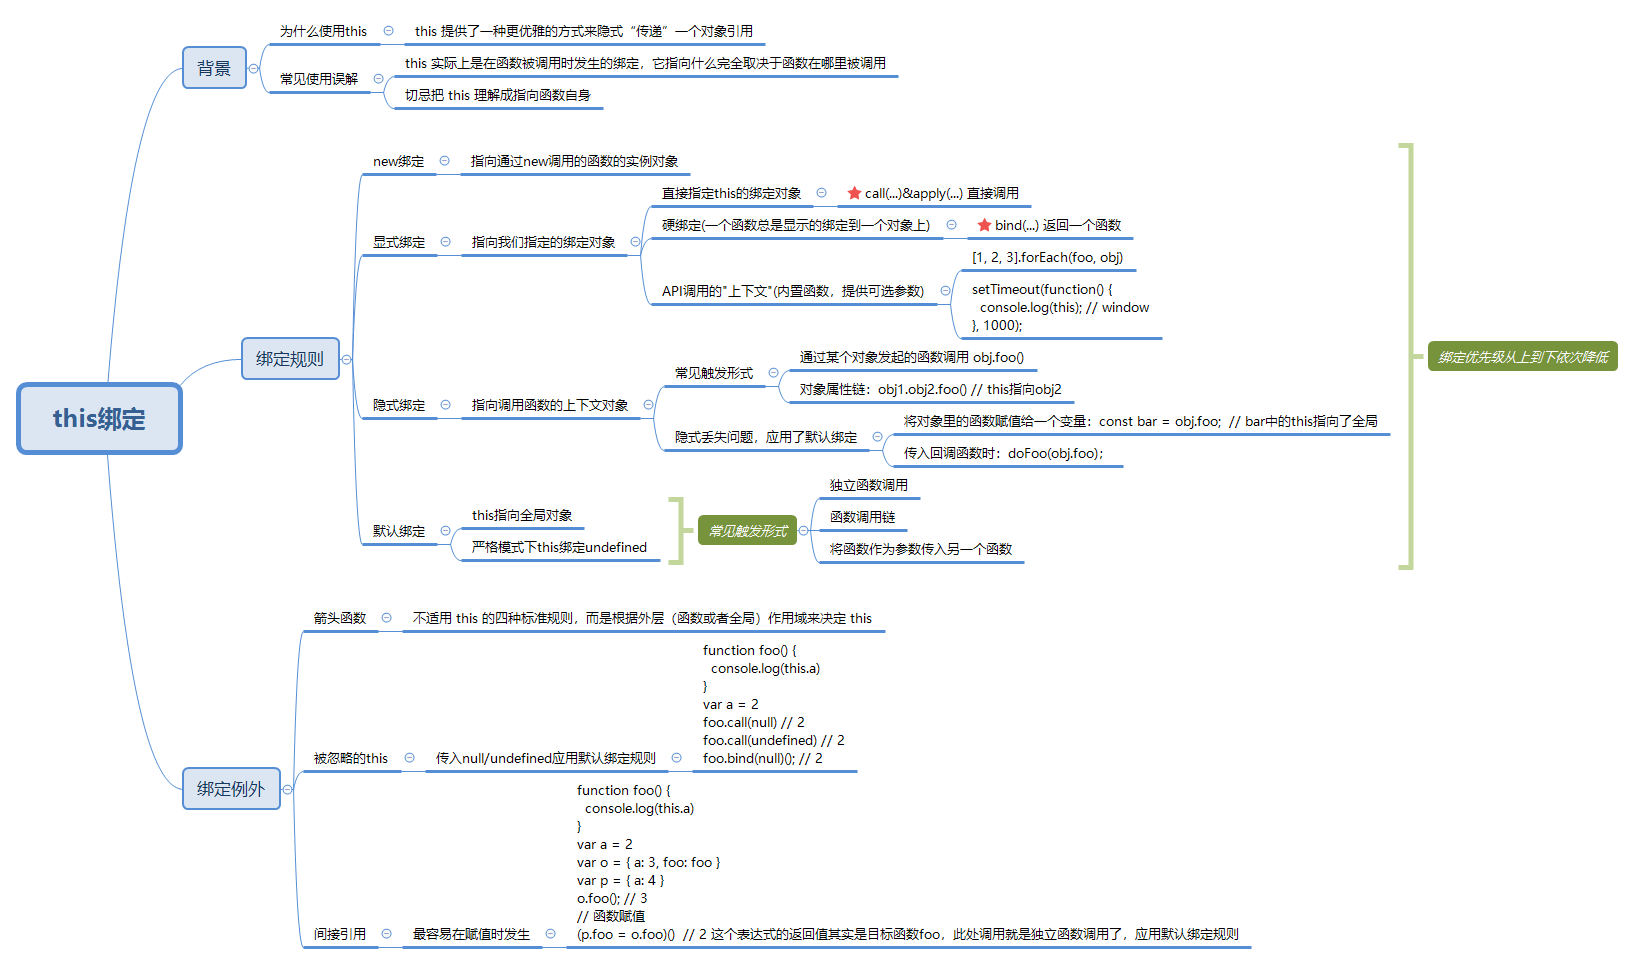 this绑定
背景
为什么使用this
this 提供了一种更优雅的方式来隐式“传递”一个对象引用
常见使用误解
this 实际上是在函数被调用时发生的绑定，它指向什么完全取决于函数在哪里被调用
切忌把 this 理解成指向函数自身
绑定规则
new绑定
指向通过new调用的函数的实例对象
显式绑定
指向我们指定的绑定对象
直接指定this的绑定对象
call(...)&apply(...) 直接调用
硬绑定(一个函数总是显示的绑定到一个对象上)
bind(...) 返回一个函数
API调用的"上下文"(内置函数，提供可选参数)
[1, 2, 3].forEach(foo, obj)
setTimeout(function() {
console.log(this); // window
}, 1000);
隐式绑定
指向调用函数的上下文对象
常见触发形式
通过某个对象发起的函数调用 obj.foo()
对象属性链：obj1.obj2.foo() // this指向obj2
隐式丢失问题，应用了默认绑定
将对象里的函数赋值给一个变量：const bar = obj.foo; // bar中的this指向了全局
传入回调函数时：doFoo(obj.foo);
默认绑定
this指向全局对象
严格模式下this绑定undefined
常见触发形式
独立函数调用
函数调用链
将函数作为参数传入另一个函数
绑定优先级从上到下依次降低
绑定例外
箭头函数
不适用 this 的四种标准规则，而是根据外层（函数或者全局）作用域来决定 this
被忽略的this
传入null/undefined应用默认绑定规则
function foo() {
console.log(this.a)
}
var a = 2
foo.call(null) // 2
foo.call(undefined) // 2
foo.bind(null)(); // 2
间接引用
最容易在赋值时发生
function foo() {
console.log(this.a)
}
var a = 2
var o = { a: 3, foo: foo }
var p = { a: 4 }
o.foo(); // 3
// 函数赋值
(p.foo = o.foo)() // 2 这个表达式的返回值其实是目标函数foo，此处调用就是独立函数调用了，应用默认绑定规则